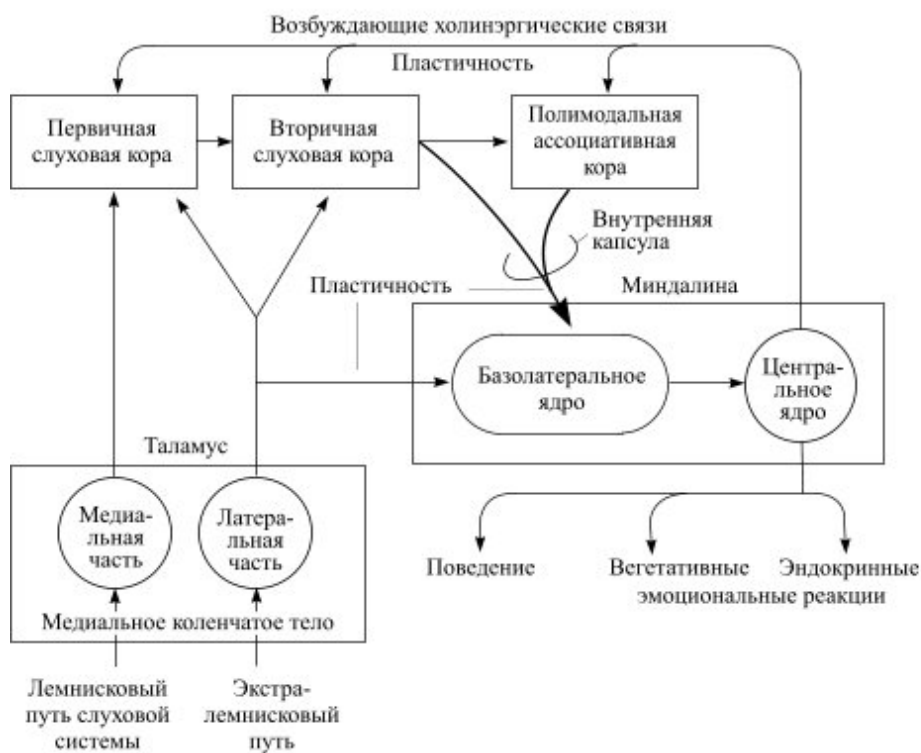 Возбуждающие холинэргические связи
Пластичность
Первичная
слуховая кора
Вторичная
слуховая кора
Полимодальная
ассоциативная
кора
Внутренняя
капсула
Пластичность
Миндалина
Базолатеральное
ядро
Централь-
ьное
ядро
Таламус
Медиа-
льная
часть
Латера-
льная
часть
Медиальное коленчатое тело
Поведение
Вегетативные
Эндокринные
эмоциональные реакции
Лемнисковый
путь слуховой
системы
Экстра-
лемнисковый
путь